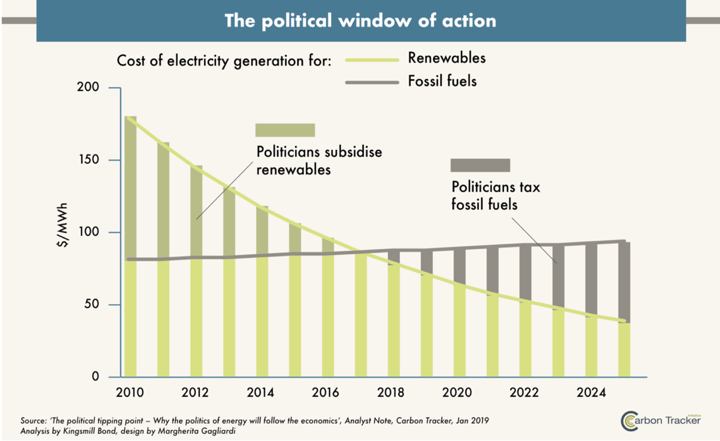 The political window of action
Cost of electricity generation for:
Renewables
Fossil fuels
200
150
100
50
0
$/MWh
Politicians subsidise
renewables
Politicians tax
fossil fuels
2010
2012
2014
2016
2018
2020
2022
2024
Source: ‘The political tipping point – Why the politics of energy will follow the economics’, Analyst Note, Carbon Tracker, Jan 2019
Analysis by Kingsmill Bond, design by Margherita Gagliardi
Carbon Tracker